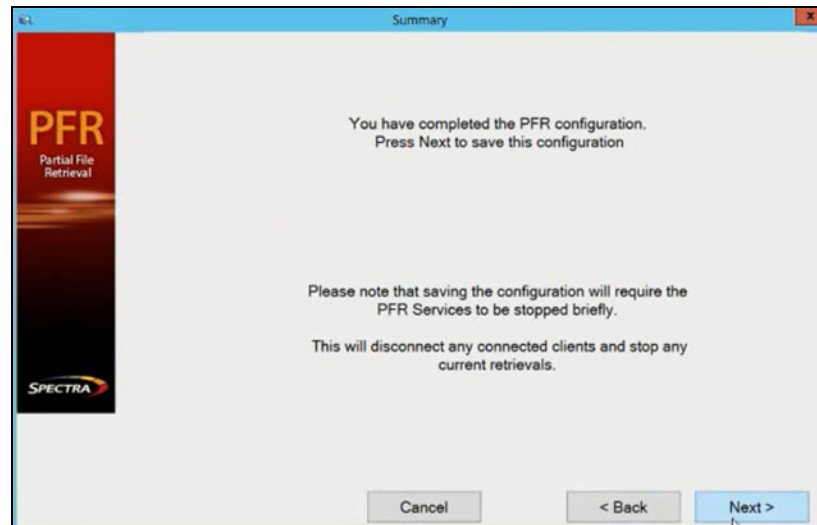 Summary
x
PFR
Partial File
Retrieval
SPECTRA
You have completed the PFR configuration.
Press Next to save this configuration
Please note that saving the configuration will require the
PFR Services to be stopped briefly.
This will disconnect any connected clients and stop any
current retrievals.
Cancel
< Back
Next >